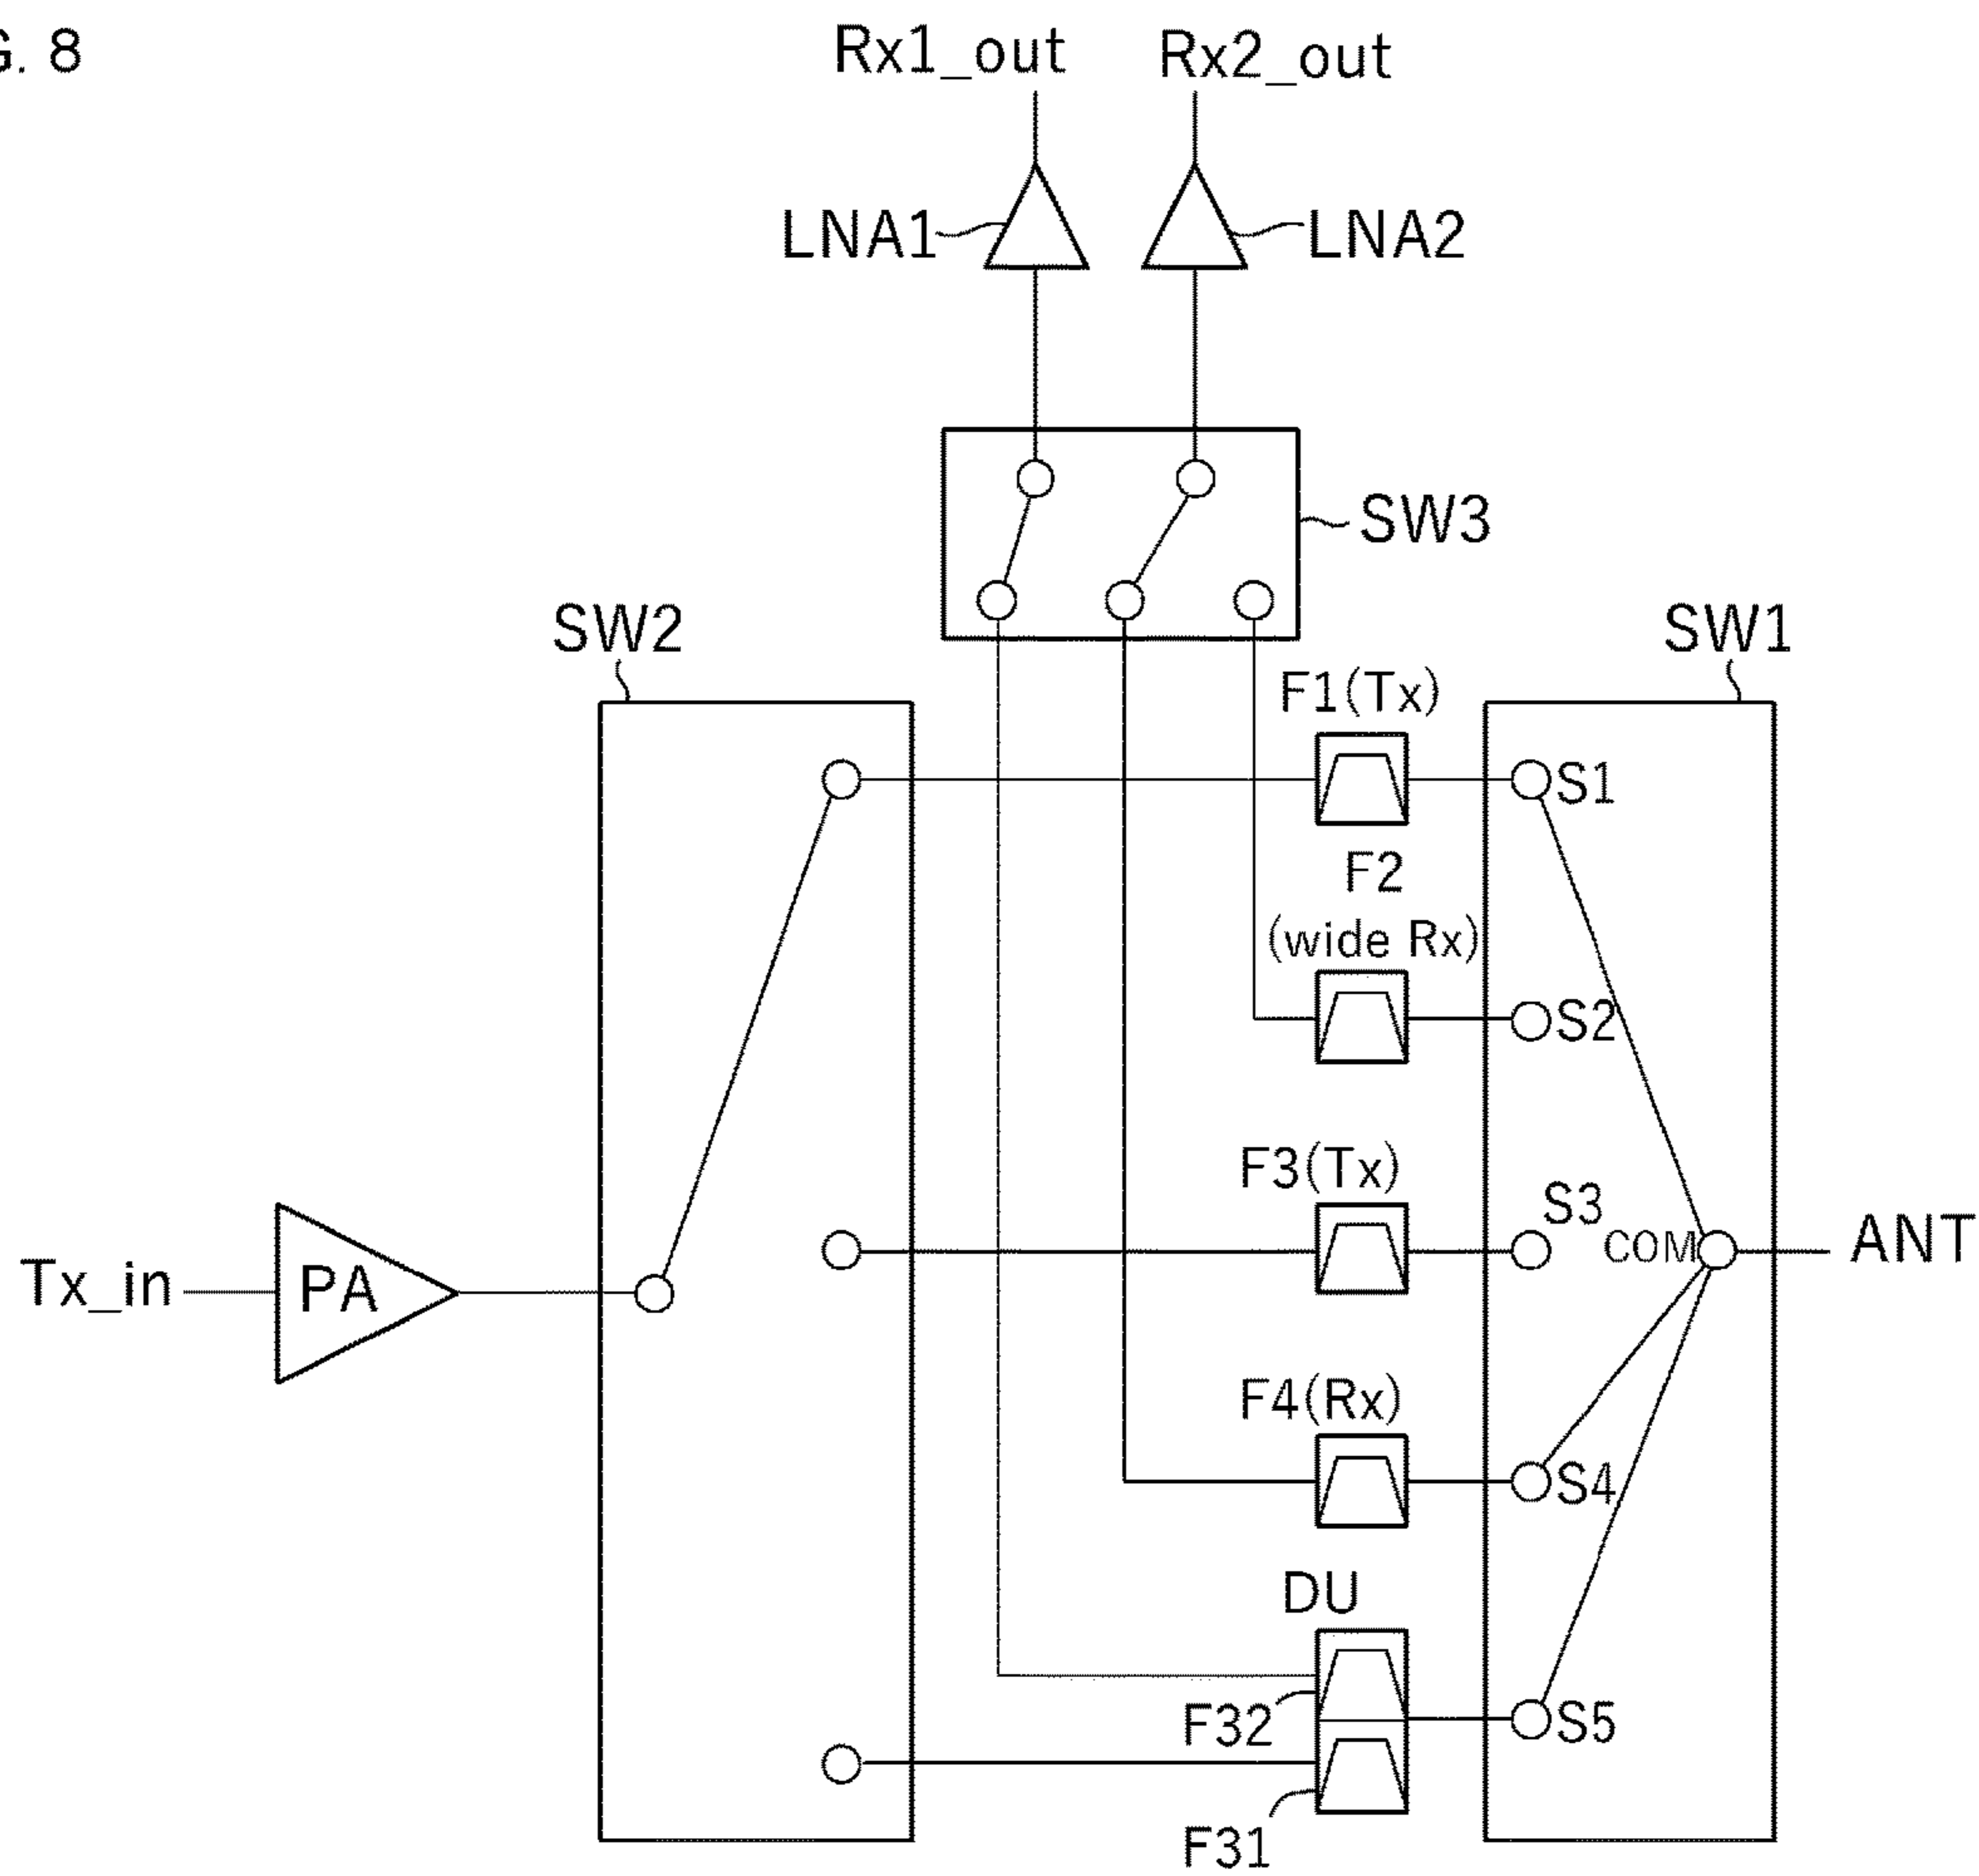 G. 8
Rx1_out
Rx2_out
LNA1
LNA2
SW3
SW2
SW1
F1(Tx)
S1
F2
(wide Rx)
S2
F3(Tx)
S3
COM
ANT
Tx_in
PA
F4(Rx)
S4
DU
F32
S5
F31